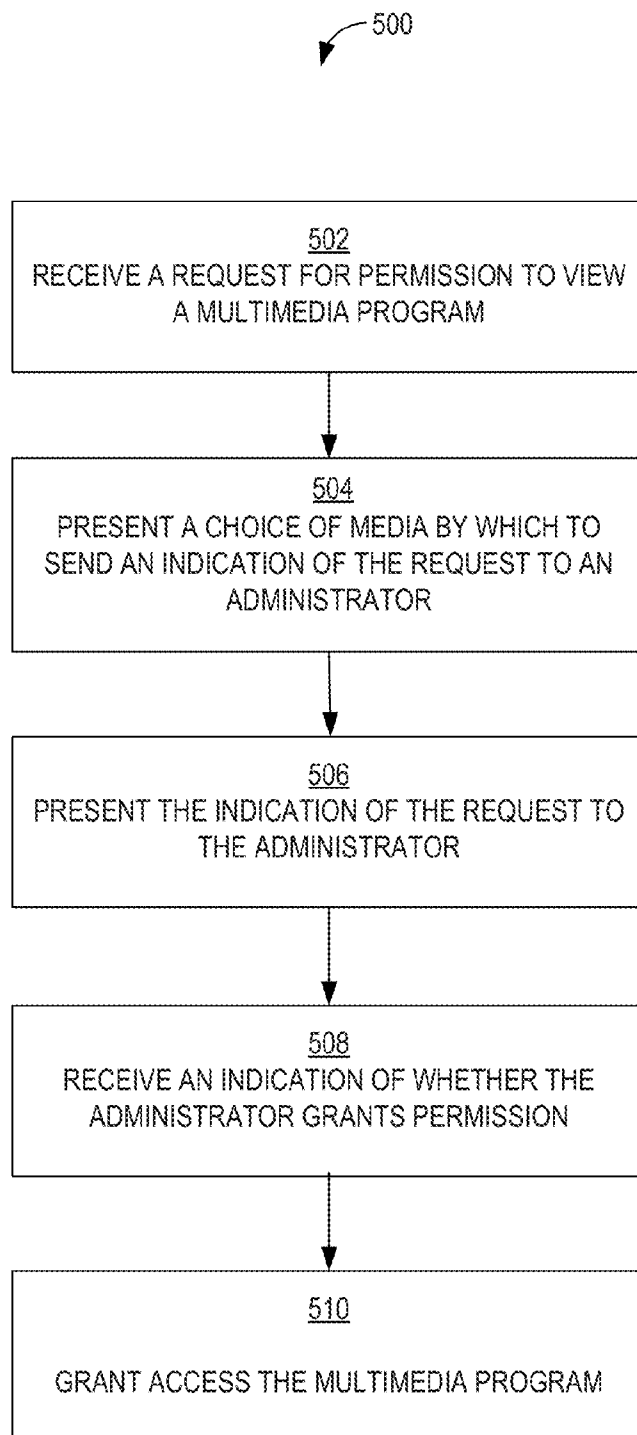 500
502
RECEIVE A REQUEST FOR PERMISSION TO VIEW
A MULTIMEDIA PROGRAM
504
PRESENT A CHOICE OF MEDIA BY WHICH TO
SEND AN INDICATION OF THE REQUEST TO AN
ADMINISTRATOR
506
PRESENT THE INDICATION OF THE REQUEST TO
THE ADMINISTRATOR
508
RECEIVE AN INDICATION OF WHETHER THE
ADMINISTRATOR GRANTS PERMISSION
510
GRANT ACCESS THE MULTIMEDIA PROGRAM